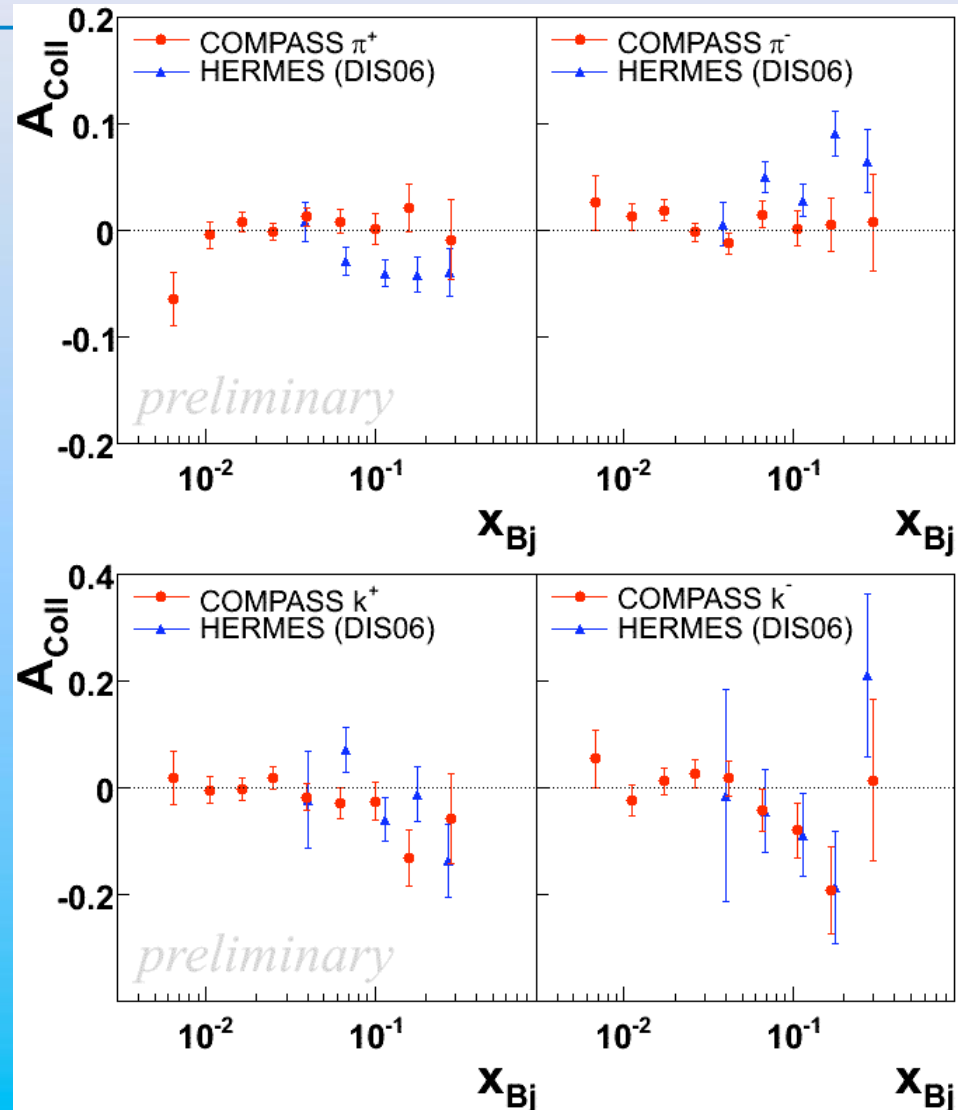 COMPASS π⁺
HERMES (DIS06)
COMPASS π⁻
HERMES (DIS06)
A_Coll
0.2
0.1
0
-0.1
-0.2
preliminary
10⁻² 10⁻¹ 10⁻² 10⁻¹
x_Bj x_Bj
COMPASS k⁺
HERMES (DIS06)
COMPASS k⁻
HERMES (DIS06)
A_Coll
0.4
0.2
0
-0.2
preliminary
10⁻² 10⁻¹ 10⁻² 10⁻¹
x_Bj x_Bj